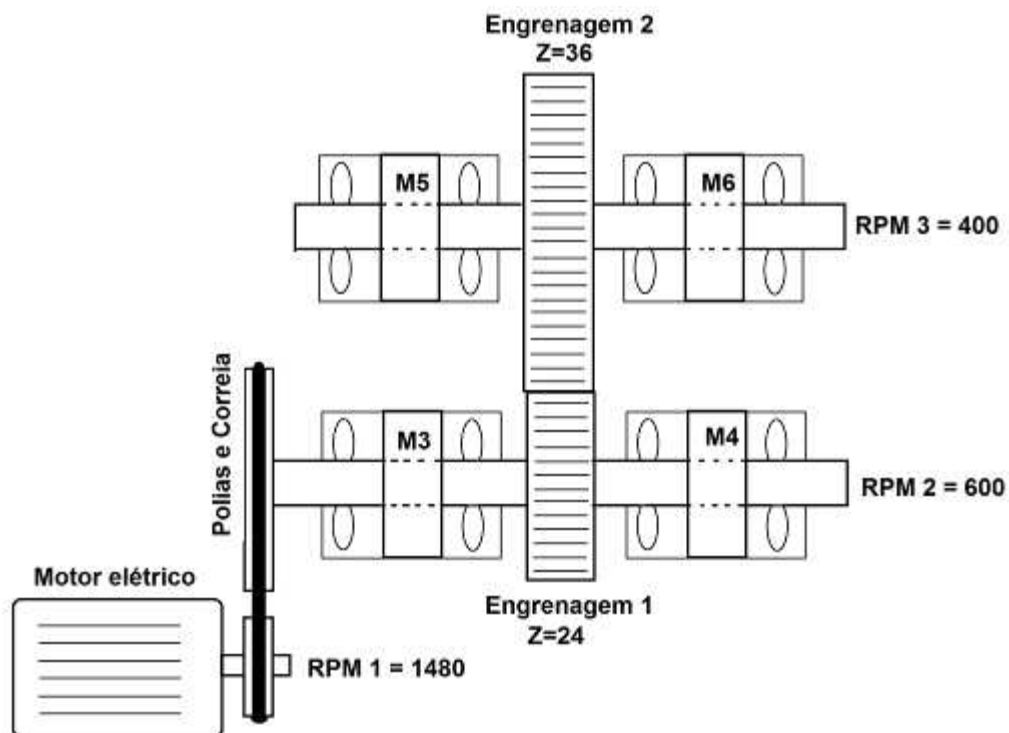 Engrenagem 2
Z=36
M5
M6
RPM 3 = 400
Polias e Correia
M3
M4
RPM 2 = 600
Motor elétrico
Engrenagem 1
Z=24
RPM 1 = 1480